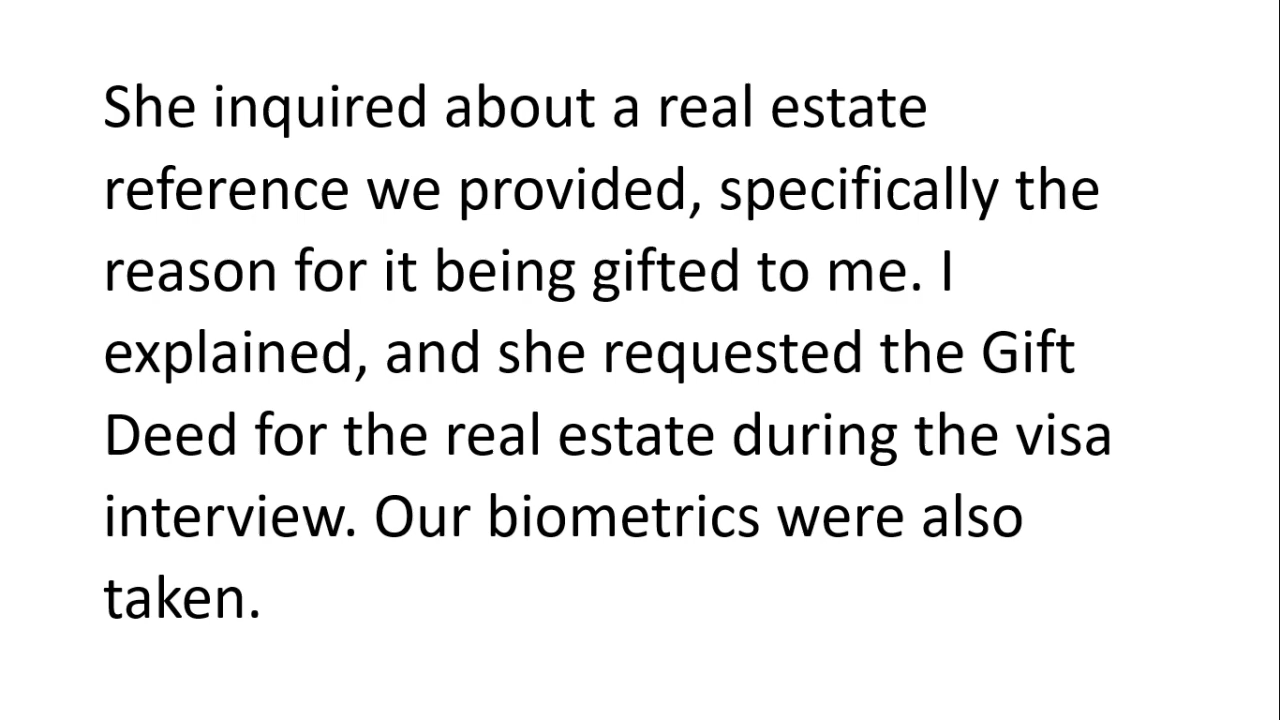 She inquired about a real estate
reference we provided, specifically the
reason for it being gifted to me. I
explained, and she requested the Gift
Deed for the real estate during the visa
interview. Our biometrics were also
taken.